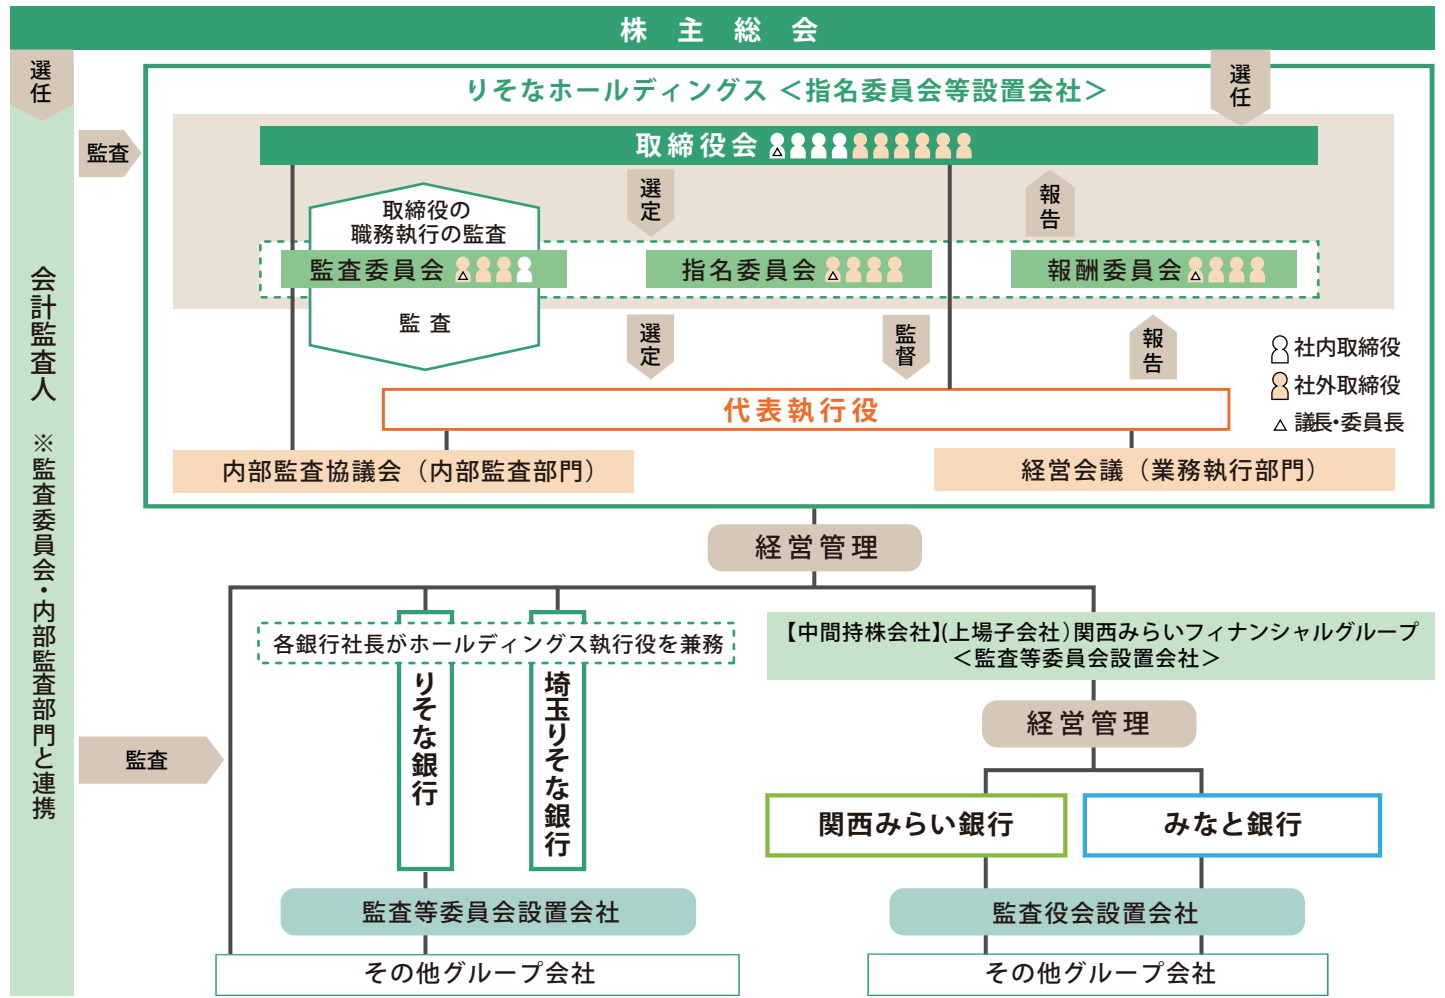 株主総会
選任
選任
りそなホールディングス ＜指名委員会等設置会社＞
監査
取締役会
選定
報告
取締役の
職務執行の監査
監査委員会
指名委員会
報酬委員会
監 査
選定
監督
報告
社内取締役
社外取締役
△ 議長・委員長
代表執行役
内部監査協議会（内部監査部門）
経営会議（業務執行部門）
会計監査人 ※監査委員会・内部監査部門と連携
経営管理
各銀行社長がホールディングス執行役を兼務
りそな銀行
埼玉りそな銀行
【中間持株会社】(上場子会社)関西みらいフィナンシャルグループ
＜監査等委員会設置会社＞
経営管理
監査
関西みらい銀行
みなと銀行
監査等委員会設置会社
監査役会設置会社
その他グループ会社
その他グループ会社